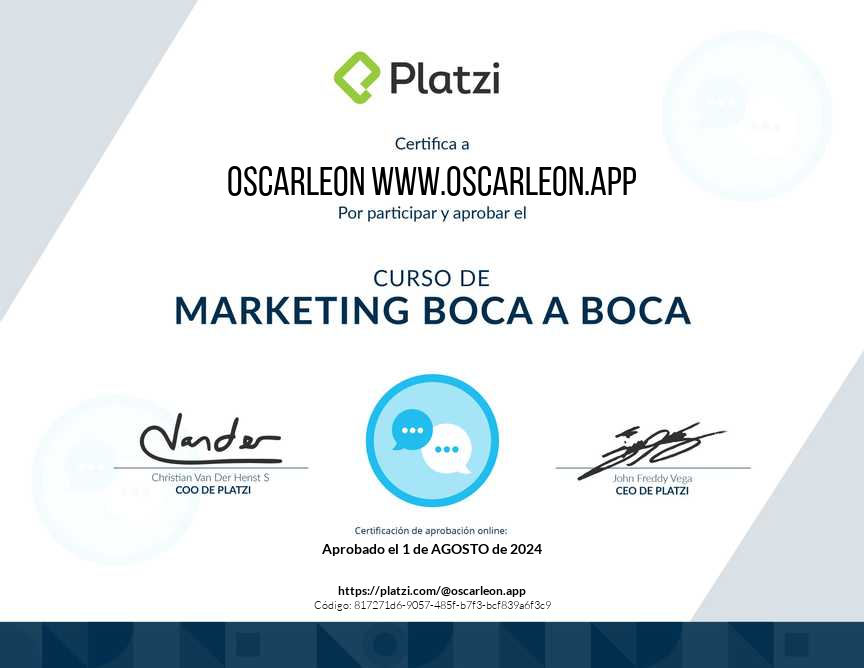 Platzi
Certifica a
OSCARLEON WWW.OSCARLEON.APP
Por participar y aprobar el
CURSO DE
MARKETING BOCA A BOCA
Vander
Christian Van Der Henst S
COO DE PLATZI
John Freddy Vega
CEO DE PLATZI
Certificación de aprobación online:
Aprobado el 1 de AGOSTO de 2024
https://platzi.com/@oscarleon.app
Código: 817271d6-9057-485f-b7f3-bcf839a6f3c9